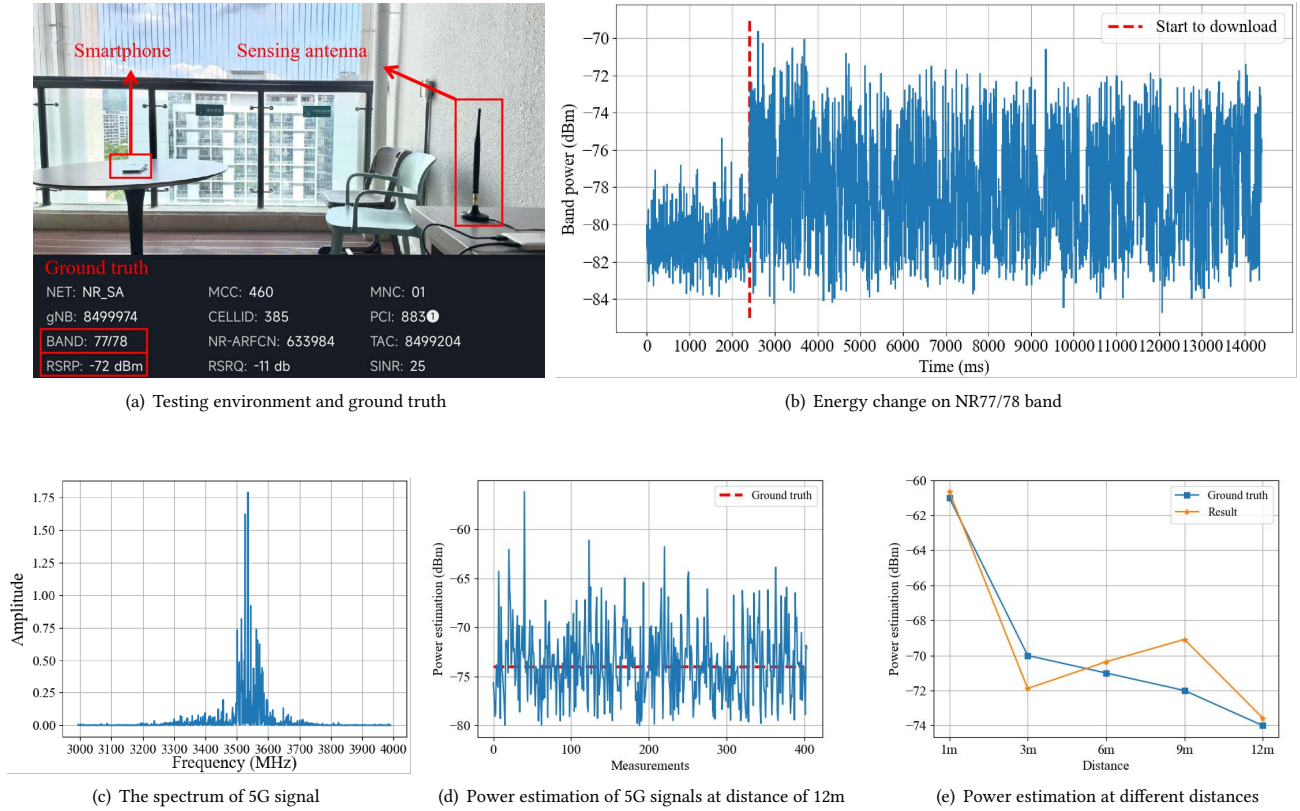 Smartphone
Sensing antenna
Ground truth
NET: NR_SA MCC: 460 MNC: 01
gNB: 8499974 CELLID: 385 PCI: 883 1
BAND: 77/78 NR-ARFCN: 633984 TAC: 8499204
RSRP: -72 dBm RSRQ: -11 db SINR: 25
(a) Testing environment and ground truth
Start to download
Band power (dBm)
−70
−72
−74
−76
−78
−80
−82
−84
0 1000 2000 3000 4000 5000 6000 7000 8000 9000 10000 11000 12000 13000 14000
Time (ms)
(b) Energy change on NR77/78 band
Amplitude
1.75
1.50
1.25
1.00
0.75
0.50
0.25
0.00
3000 3100 3200 3300 3400 3500 3600 3700 3800 3900 4000
Frequency (MHz)
(c) The spectrum of 5G signal
Ground truth
Power estimation (dBm)
−60
−65
−70
−75
−80
0 100 200 300 400
Measurements
(d) Power estimation of 5G signals at distance of 12m
Ground truth
Result
Power estimation (dBm)
−60
−62
−64
−66
−68
−70
−72
−74
1m 3m 6m 9m 12m
Distance
(e) Power estimation at different distances